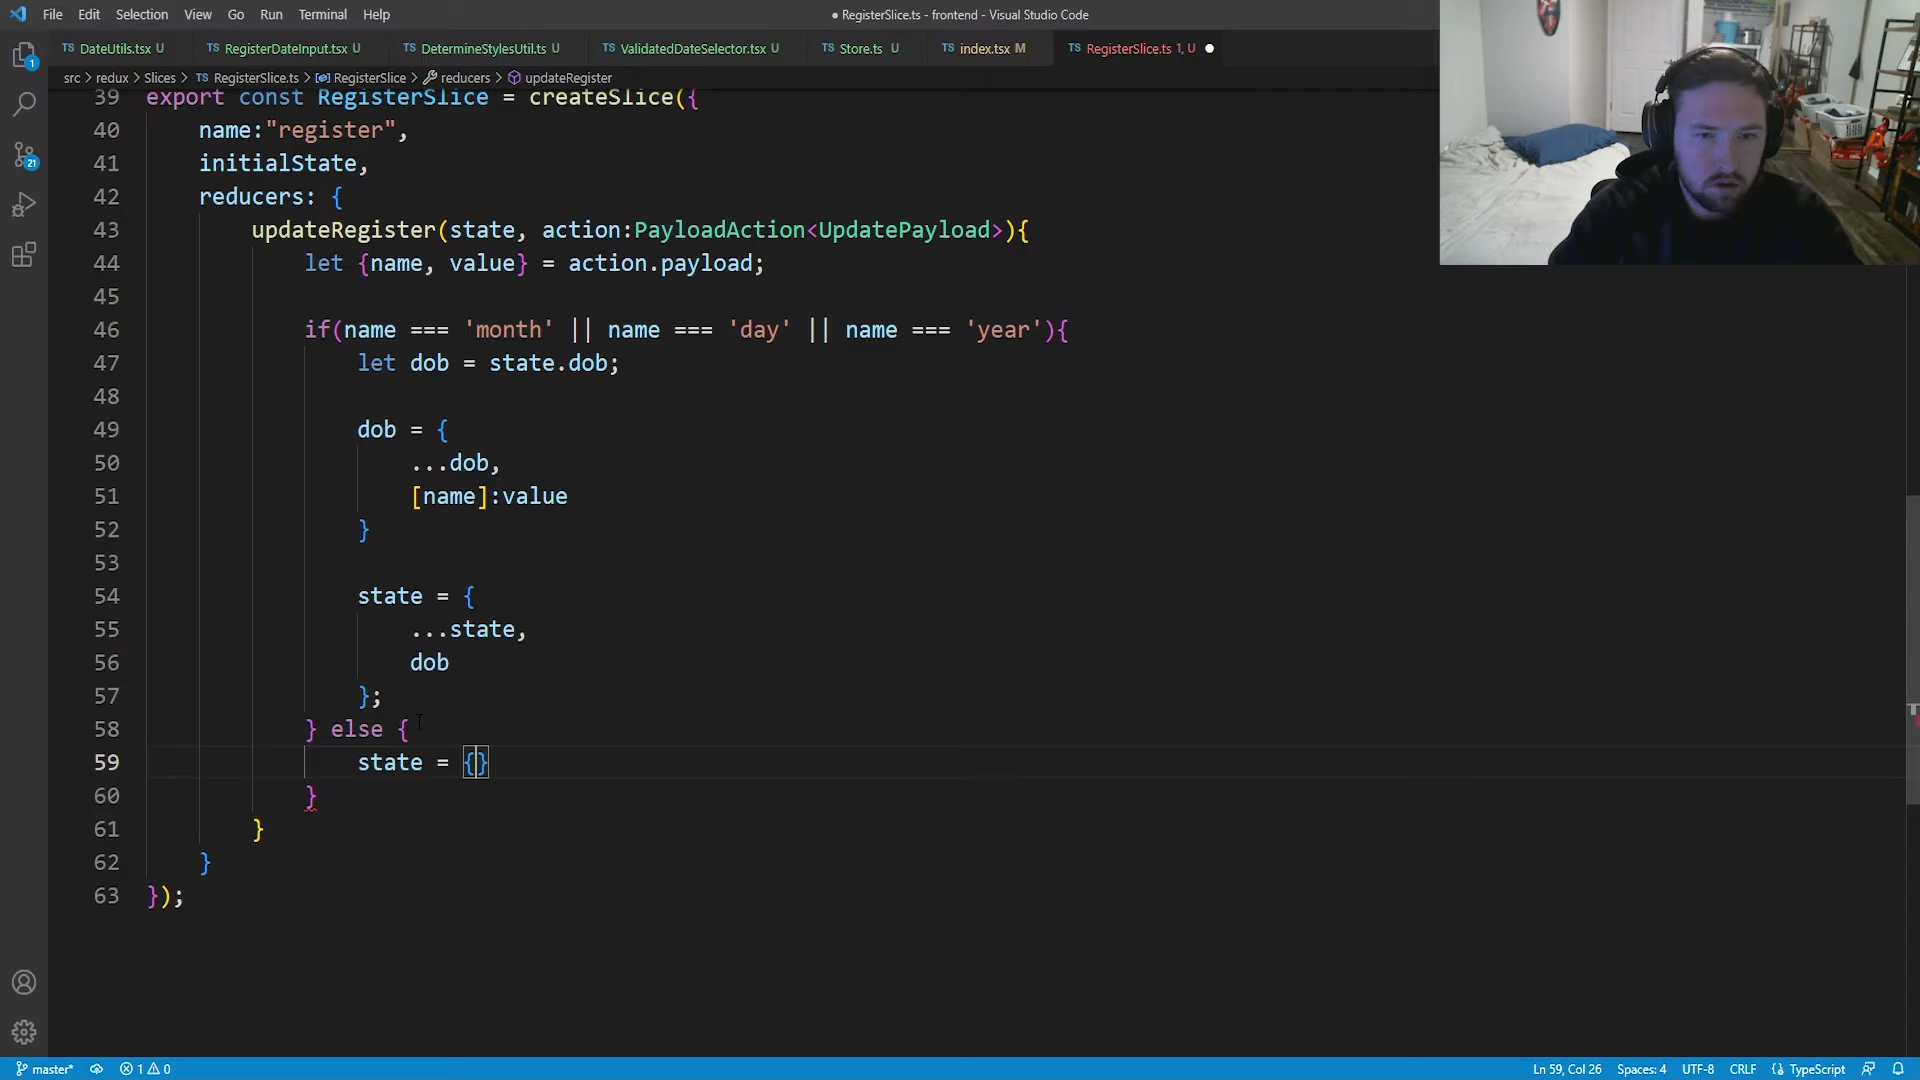 File Edit Selection View Go Run Terminal Help
● RegisterSlice.ts - frontend - Visual Studio Code
TS DateUtils.tsx U TS RegisterDateInput.tsx U TS DetermineStylesUtil.ts U TS ValidatedDateSelector.tsx U TS Store.ts U TS index.tsx M TS RegisterSlice.ts 1, U
src > redux > Slices > TS RegisterSlice.ts > RegisterSlice > reducers > updateRegister
39 export const RegisterSlice = createSlice({
40 name:"register",
41 initialState,
42 reducers: {
43 updateRegister(state, action:PayloadAction<UpdatePayload>){
44 let {name, value} = action.payload;
45
46 if(name === 'month' || name === 'day' || name === 'year'){
47 let dob = state.dob;
48
49 dob = {
50 ...dob,
51 [name]:value
52 }
53
54 state = {
55 ...state,
56 dob
57 };
58 } else {
59 state = {}
60 }
61 }
62 }
63 });
1
21
master* 1 0 Ln 59, Col 26 Spaces: 4 UTF-8 CRLF {} TypeScript